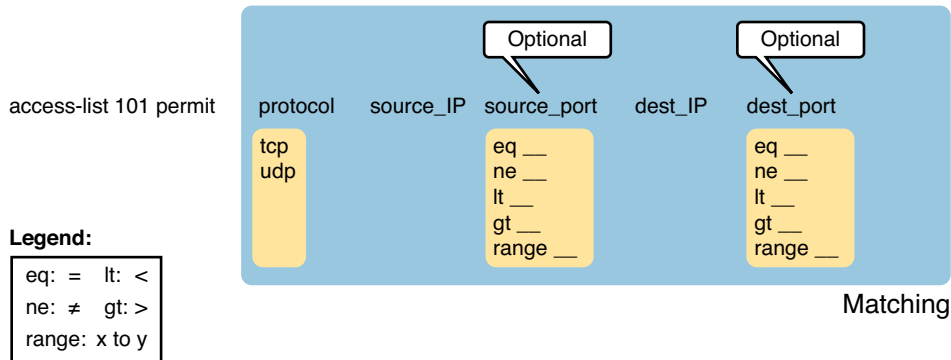 Optional Optional
access-list 101 permit protocol source_IP source_port dest_IP dest_port
tcp eq __ eq __
udp ne __ ne __
lt __ lt __
gt __ gt __
range __ range __
Legend:
eq: = lt: <
ne: ≠ gt: >
range: x to y
Matching